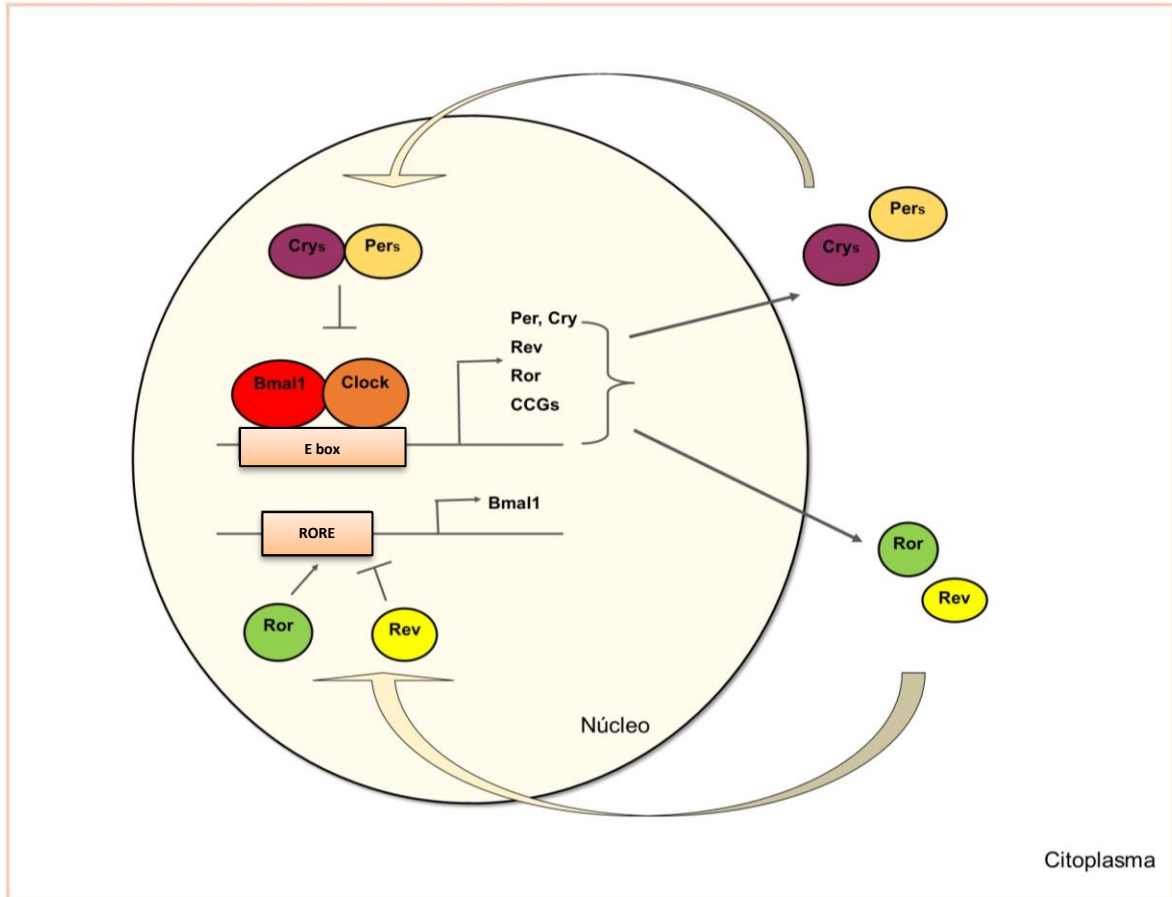 Pers
Crys
Crys
Pers
Per, Cry
Rev
Ror
CCGs
Bmal1
Clock
E box
Bmal1
RORE
Ror
Rev
Ror
Rev
Núcleo
Citoplasma